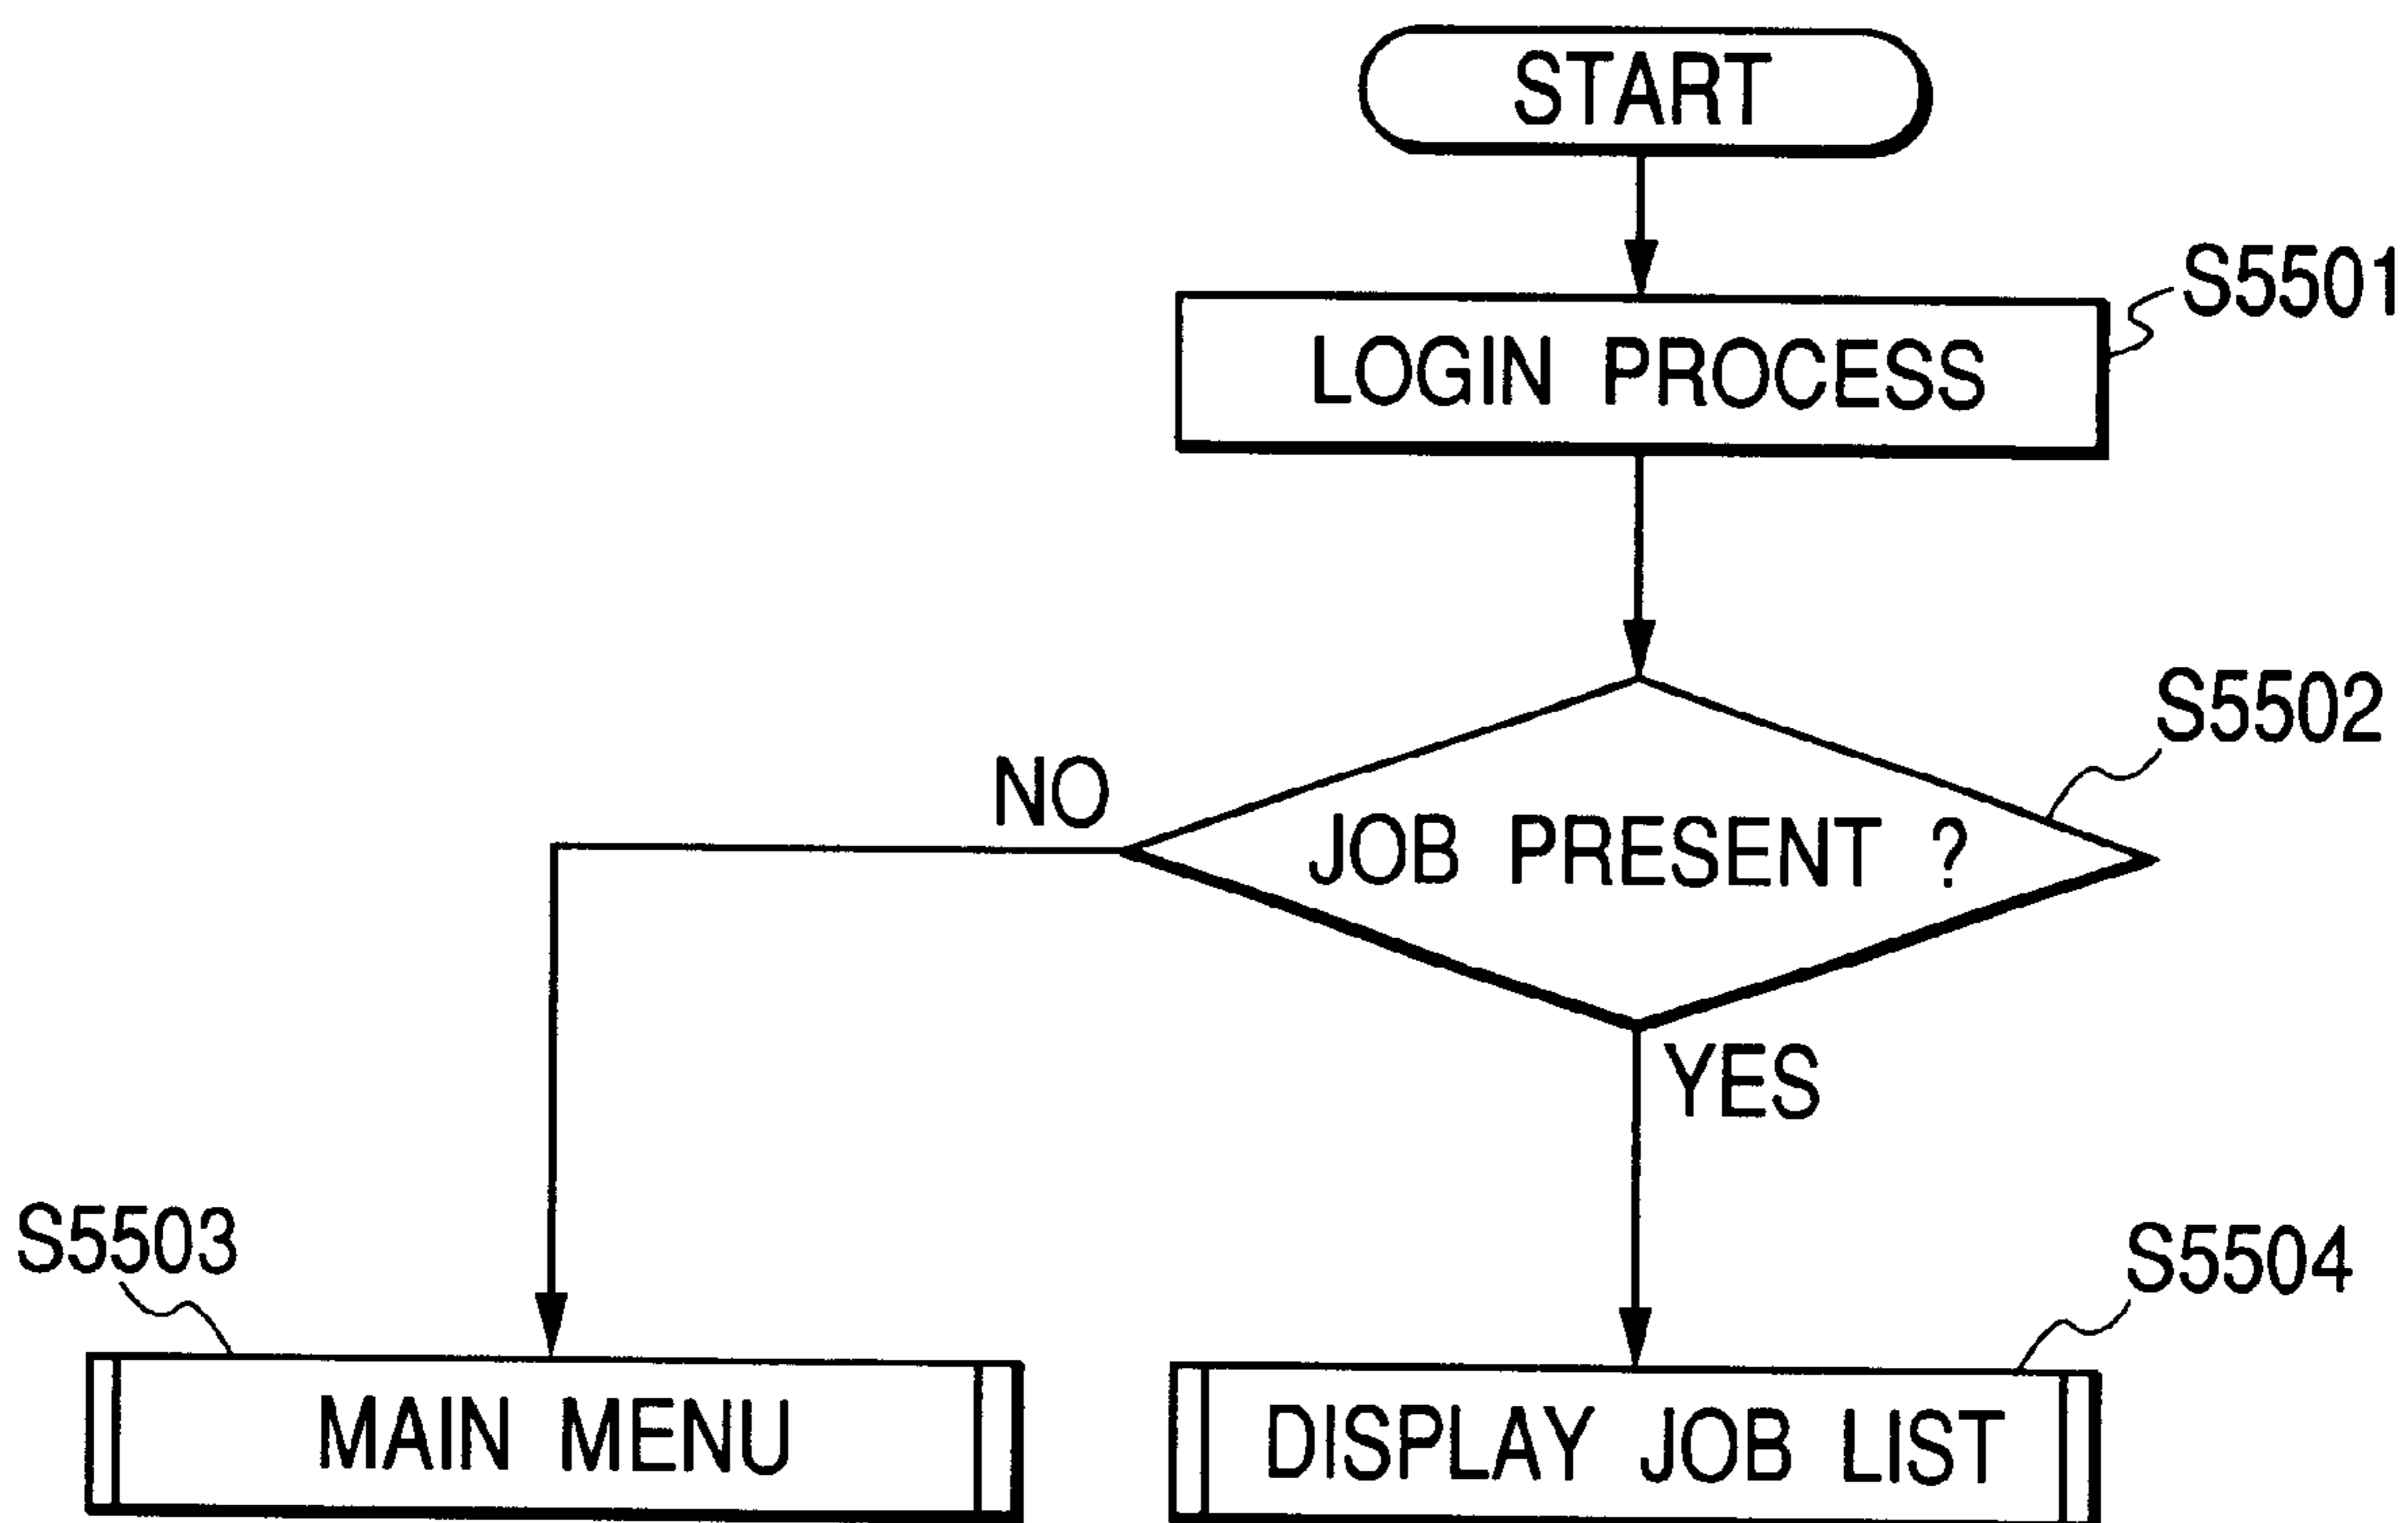 START
S5501
LOGIN PROCESS
S5502
NO
JOB PRESENT ?
YES
S5503
S5504
MAIN MENU
DISPLAY JOB LIST